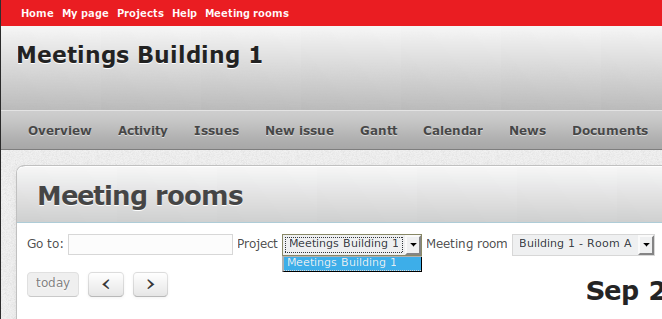 Home My page Projects Help Meeting rooms
Meetings Building 1
Overview Activity Issues New issue Gantt Calendar News Documents
Meeting rooms
Go to: Project Meetings Building 1 Meeting room Building 1 - Room A
Meetings Building 1
today < >
Sep 2